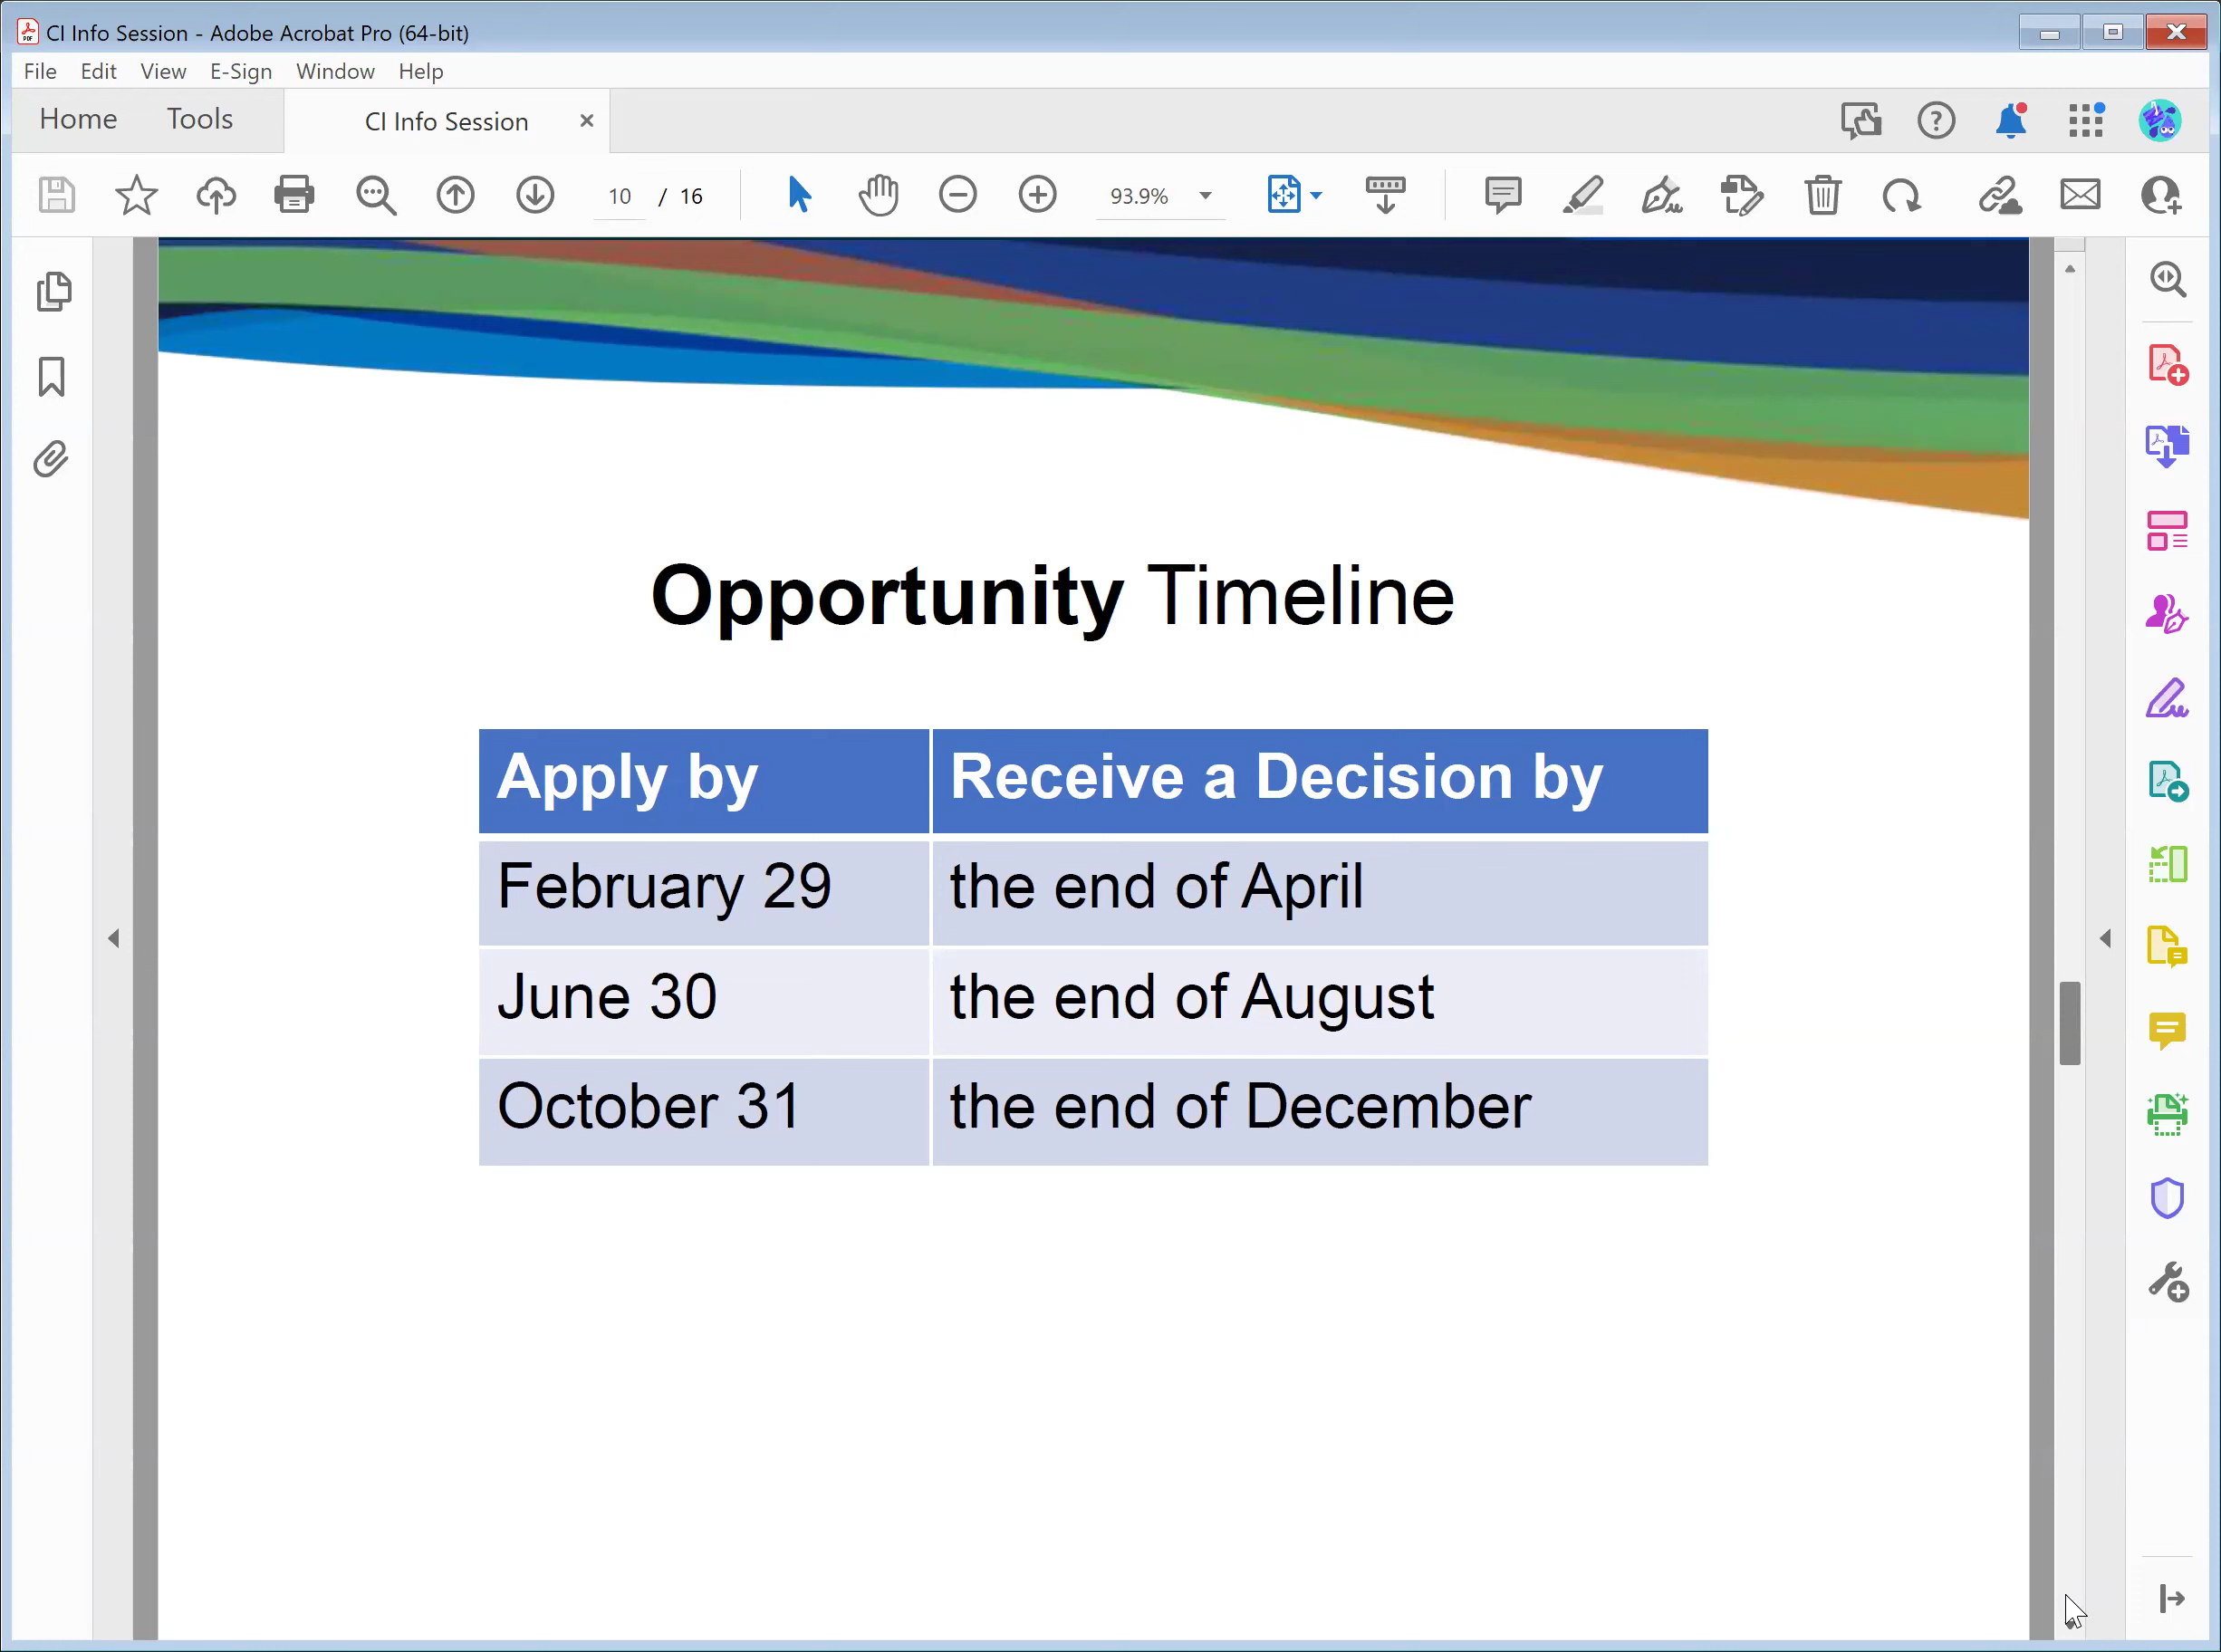 CI Info Session - Adobe Acrobat Pro (64-bit)
File Edit View E-Sign Window Help
Home Tools CI Info Session
10 / 16 93.9%
Opportunity Timeline
Apply by Receive a Decision by
February 29 the end of April
June 30 the end of August
October 31 the end of December